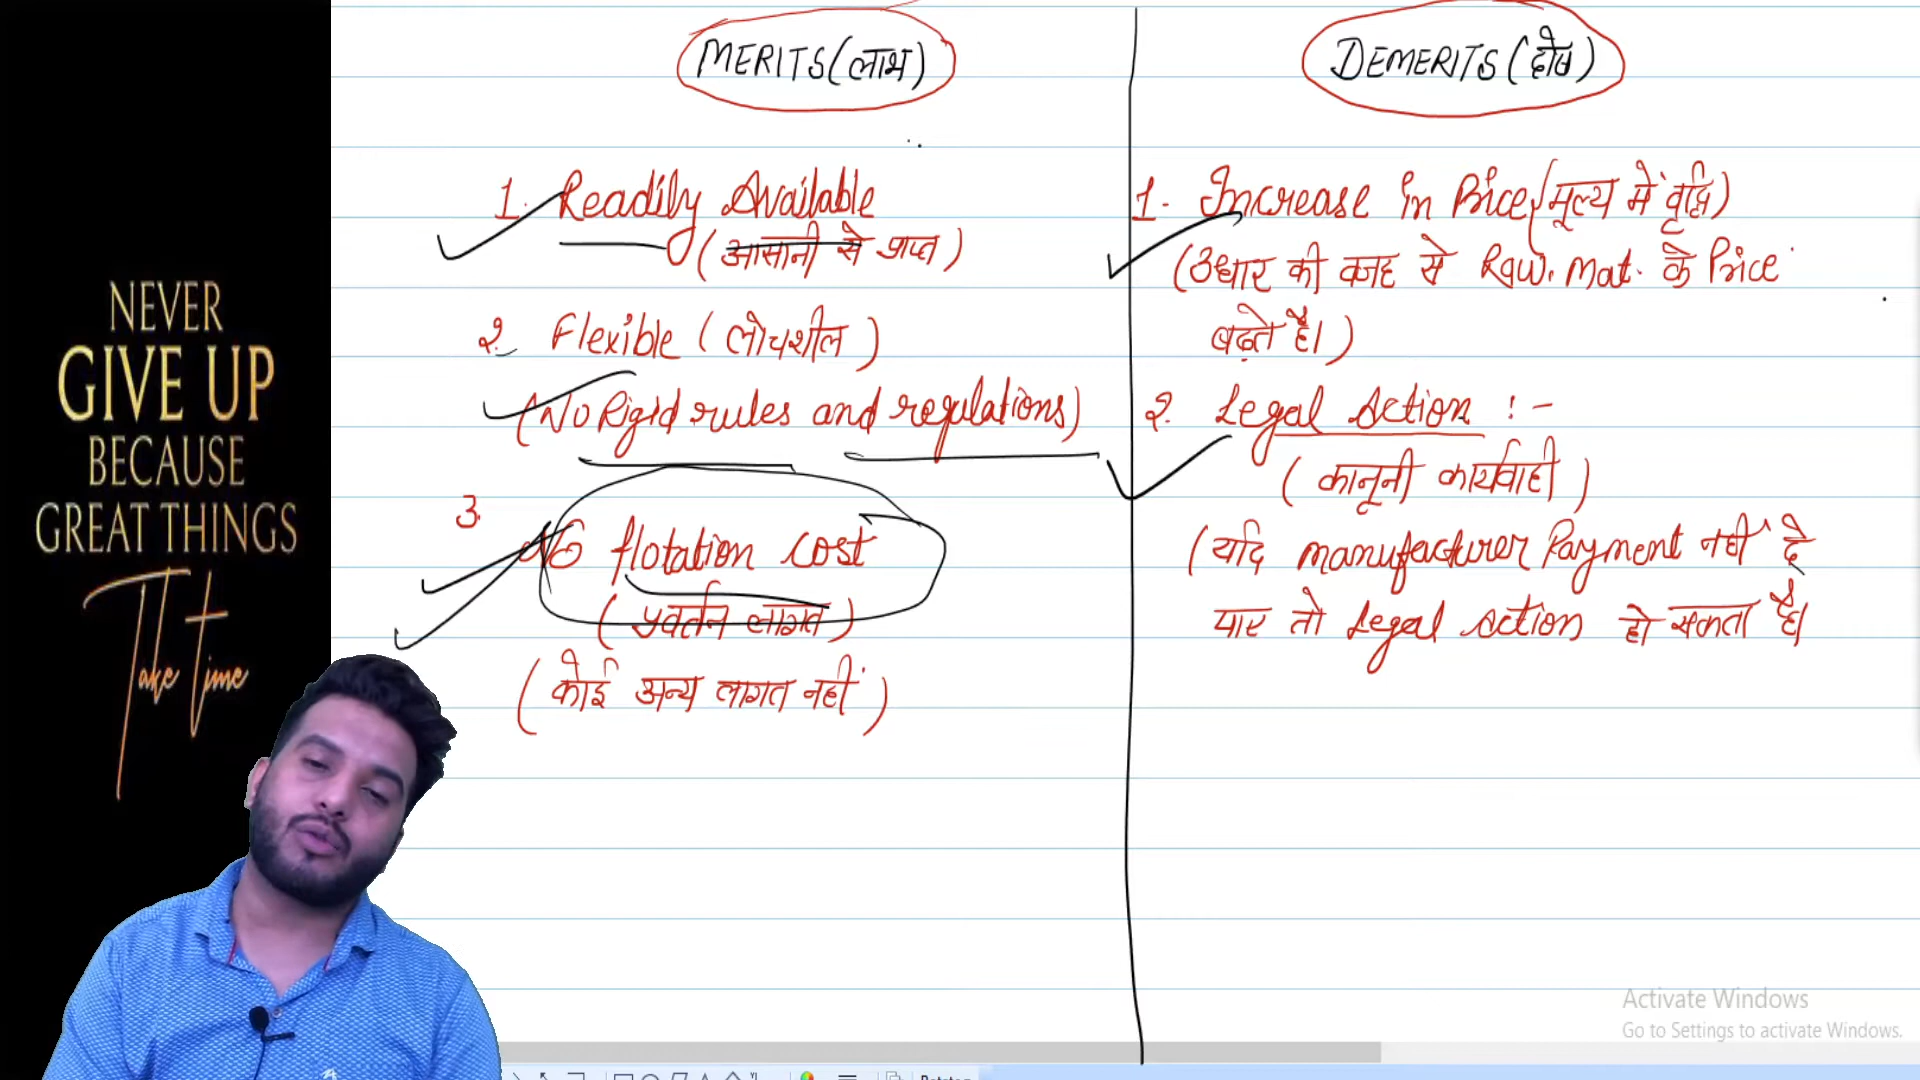 NEVER
GIVE UP
BECAUSE
GREAT THINGS
Take Time
MERITS (लाभ)
1. Readily Available
(आसानी से प्राप्त)
2. Flexible (लोचशील)
(No Rigid rules and regulations)
3.
NO flotation cost
(प्रवर्तन लागत)
(कोई अन्य लागत नहीं)
DEMERITS (दोष)
1. Increase in Price (मूल्य में वृद्धि)
(उधार की वजह से Raw. Mat. के Price
बढ़ते है।)
2. Legal Action :-
(कानूनी कार्यवाही)
(यदि manufacturer Payment नहीं दे
पाए तो Legal action हो सकता है।
Activate Windows
Go to Settings to activate Windows.